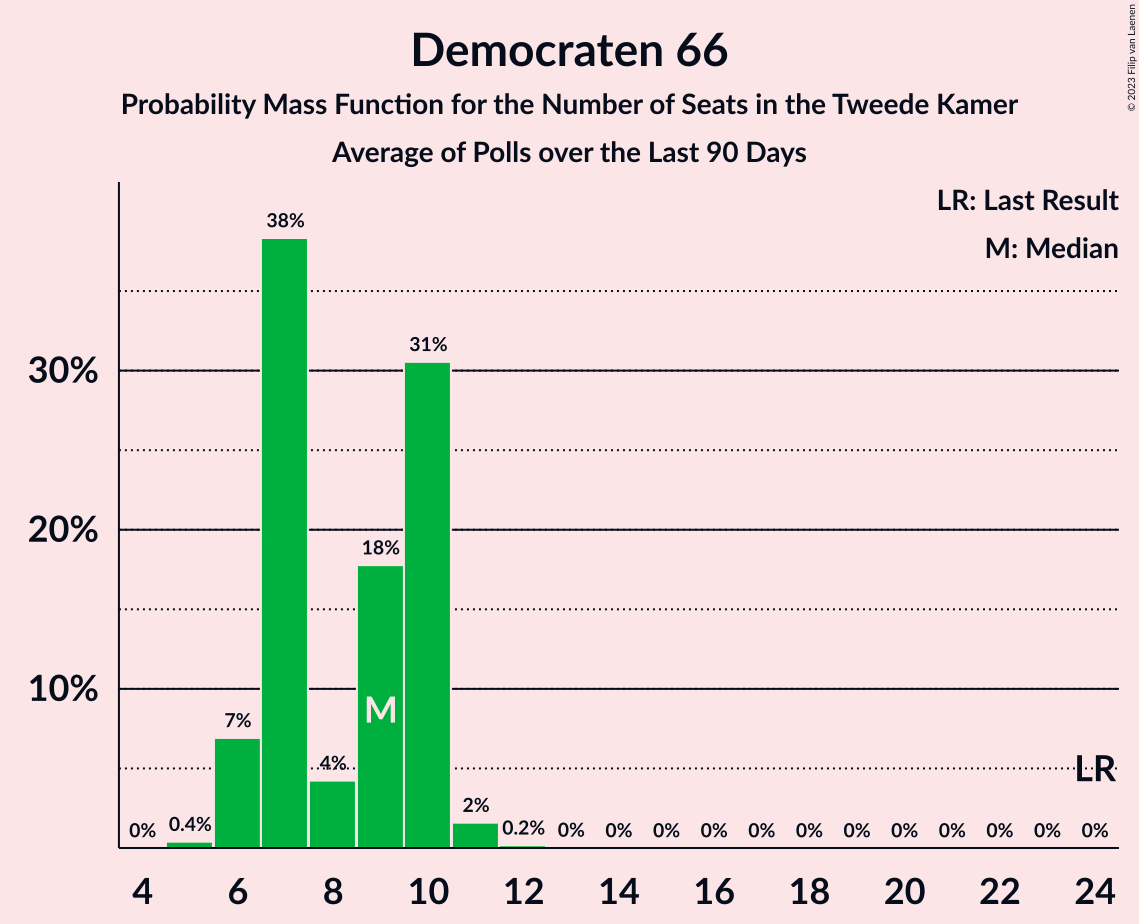 Democraten 66
Probability Mass Function for the Number of Seats in the Tweede Kamer
Average of Polls over the Last 90 Days
© 2023 Filip van Laenen
LR: Last Result
M: Median
38%
31%
30%
20%
18%
10%
M
7%
4%
LR
2%
0% 0.4% 0.2% 0% 0% 0% 0% 0% 0% 0% 0% 0% 0% 0% 0%
4 6 8 10 12 14 16 18 20 22 24